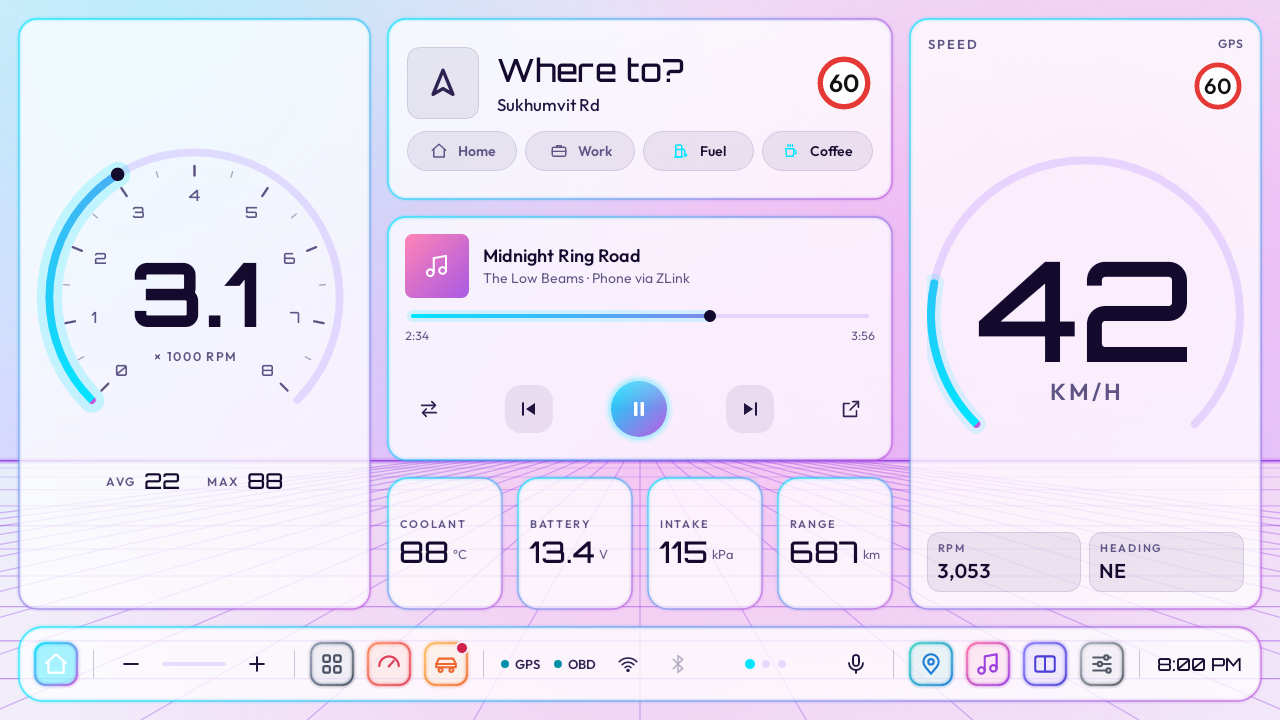 0
1
2
3
4
5
6
7
8
3.1
× 1000 RPM
AVG 22 MAX 88
Where to?
Sukhumvit Rd
60
Home
Work
Fuel
Coffee
Midnight Ring Road
The Low Beams · Phone via ZLink
2:34
3:56
COOLANT
88 °C
BATTERY
13.4 V
INTAKE
115 kPa
RANGE
687 km
SPEED
GPS
60
42
KM/H
RPM
3,053
HEADING
NE
GPS
OBD
8:00 PM